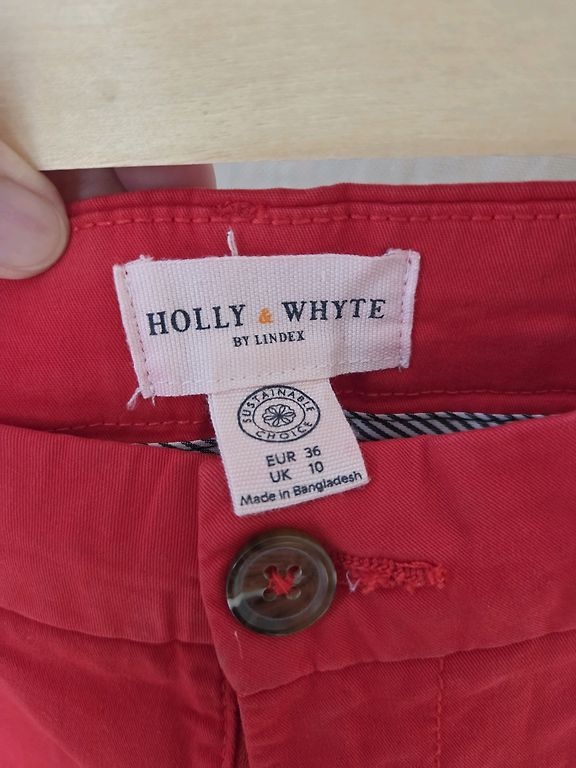 HOLLY & WHYTE
BY LINDEX
SUSTAINABLE
CHOICE
EUR 36
UK 10
Made in Bangladesh